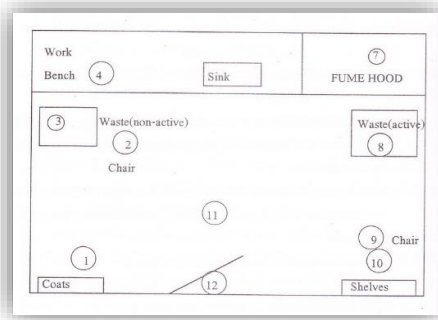 Work
7
Bench 4
Sink
FUME HOOD
3
Waste(non-active)
Waste(active)
2
8
Chair
11
9 Chair
1
10
Coats
12
Shelves